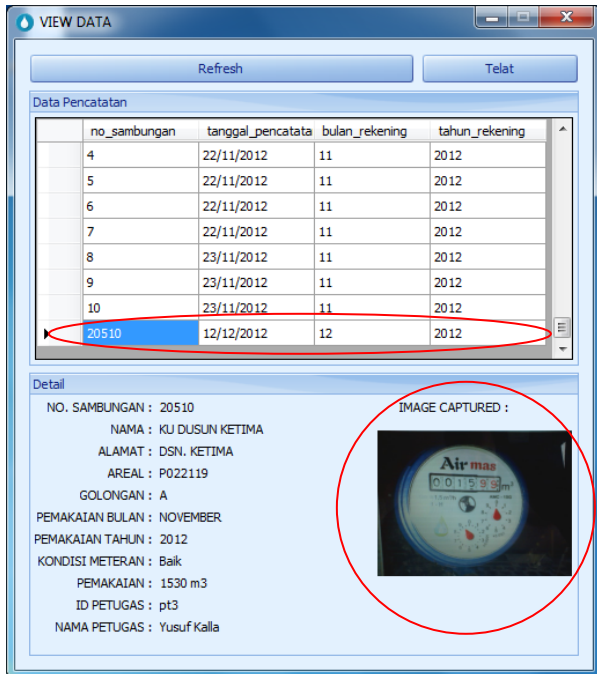 VIEW DATA
Refresh Telat
Data Pencatatan
no_sambungan tanggal_pencatata bulan_rekening tahun_rekening
4 22/11/2012 11 2012
5 22/11/2012 11 2012
6 22/11/2012 11 2012
7 22/11/2012 11 2012
8 23/11/2012 11 2012
9 23/11/2012 11 2012
10 23/11/2012 11 2012
20510 12/12/2012 12 2012
Detail
NO. SAMBUNGAN : 20510
NAMA : KU DUSUN KETIMA
ALAMAT : DSN. KETIMA
AREAL : P022119
GOLONGAN : A
PEMAKAIAN BULAN : NOVEMBER
PEMAKAIAN TAHUN : 2012
KONDISI METERAN : Baik
PEMAKAIAN : 1530 m3
ID PETUGAS : pt3
NAMA PETUGAS : Yusuf Kalla
IMAGE CAPTURED :
Air mas
001599 m³